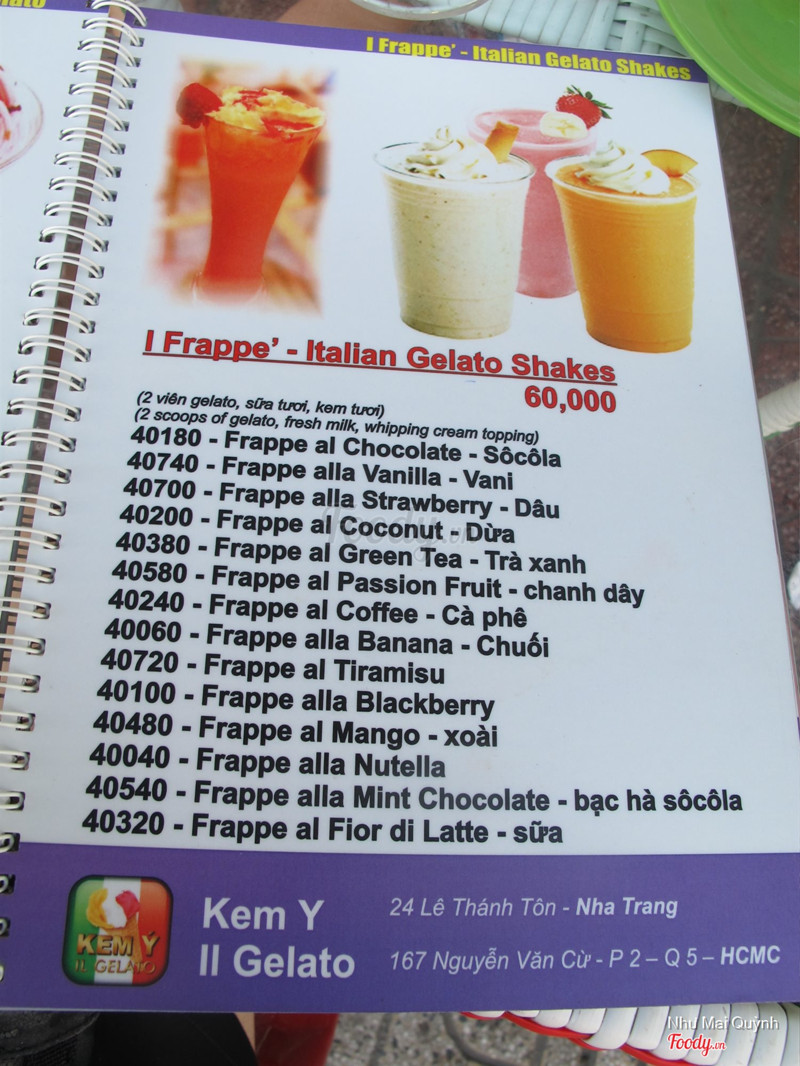 olato
I Frappe' - Italian Gelato Shakes
I Frappe' - Italian Gelato Shakes
60,000
(2 viên gelato, sữa tươi, kem tươi)
(2 scoops of gelato, fresh milk, whipping cream topping)
40180 - Frappe al Chocolate - Sôcôla
40740 - Frappe alla Vanilla - Vani
40700 - Frappe alla Strawberry - Dâu
40200 - Frappe al Coconut - Dừa
40380 - Frappe al Green Tea - Trà xanh
40580 - Frappe al Passion Fruit - chanh dây
40240 - Frappe al Coffee - Cà phê
40060 - Frappe alla Banana - Chuối
40720 - Frappe al Tiramisu
40100 - Frappe alla Blackberry
40480 - Frappe al Mango - xoài
40040 - Frappe alla Nutella
40540 - Frappe alla Mint Chocolate - bạc hà sôcôla
40320 - Frappe al Fior di Latte - sữa
Foody.vn
KEM Ý
IL GELATO
Kem Y
Il Gelato
24 Lê Thánh Tôn - Nha Trang
167 Nguyễn Văn Cừ - P 2 – Q 5 – HCMC
Như Mai Quỳnh
Foody.vn